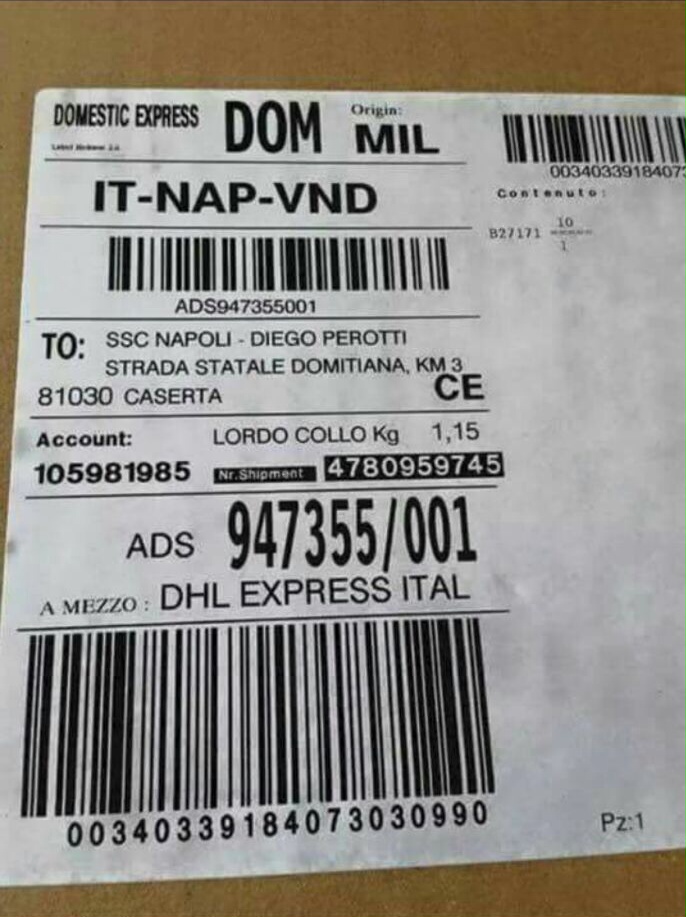 DOMESTIC EXPRESS DOM Origin:
MIL
IT-NAP-VND
ADS947355001
TO: SSC NAPOLI - DIEGO PEROTTI
STRADA STATALE DOMITIANA, KM 3
81030 CASERTA CE
Account: LORDO COLLO Kg 1,15
105981985 Nr.Shipment 4780959745
ADS 947355/001
A MEZZO : DHL EXPRESS ITAL
00340339184073030990
0034033918407
Contenuto:
B27171 10
1
Pz:1